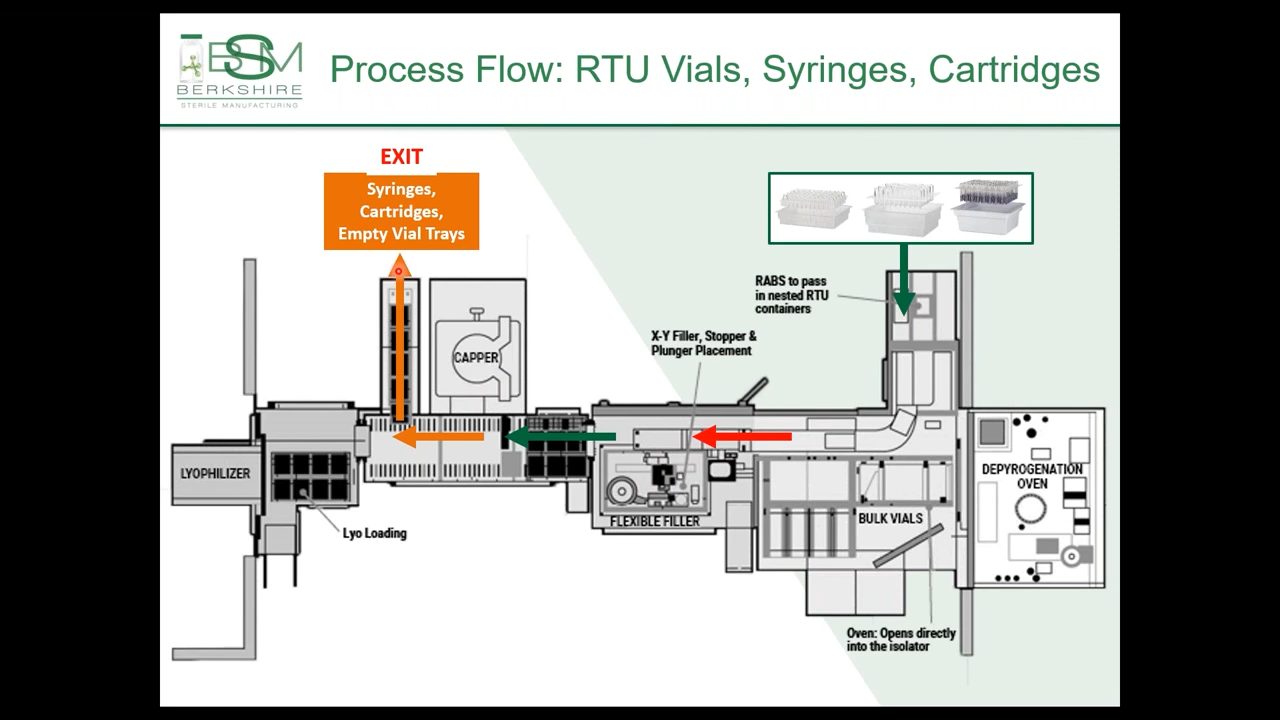 BSM
BERKSHIRE
STERILE MANUFACTURING
Process Flow: RTU Vials, Syringes, Cartridges
EXIT
Syringes,
Cartridges,
Empty Vial Trays
RABS to pass
in nested RTU
containers
X-Y Filler, Stopper &
Plunger Placement
CAPPER
LYOPHILIZER
Lyo Loading
FLEXIBLE FILLER
BULK VIALS
DEPYROGENATION
OVEN
Oven: Opens directly
into the isolator